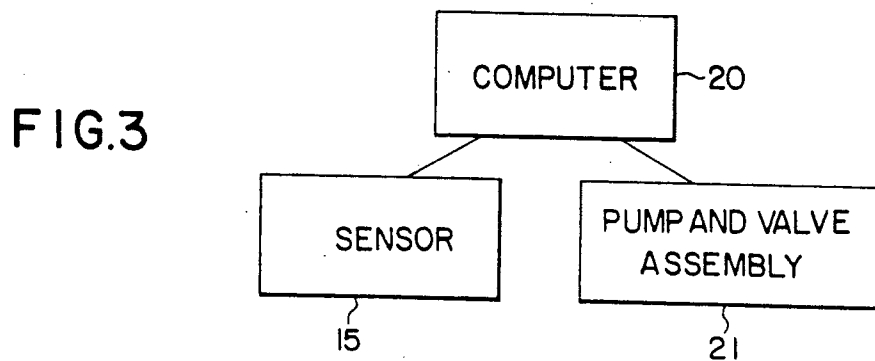 FIG.3
COMPUTER
20
SENSOR
15
PUMP AND VALVE
ASSEMBLY
21